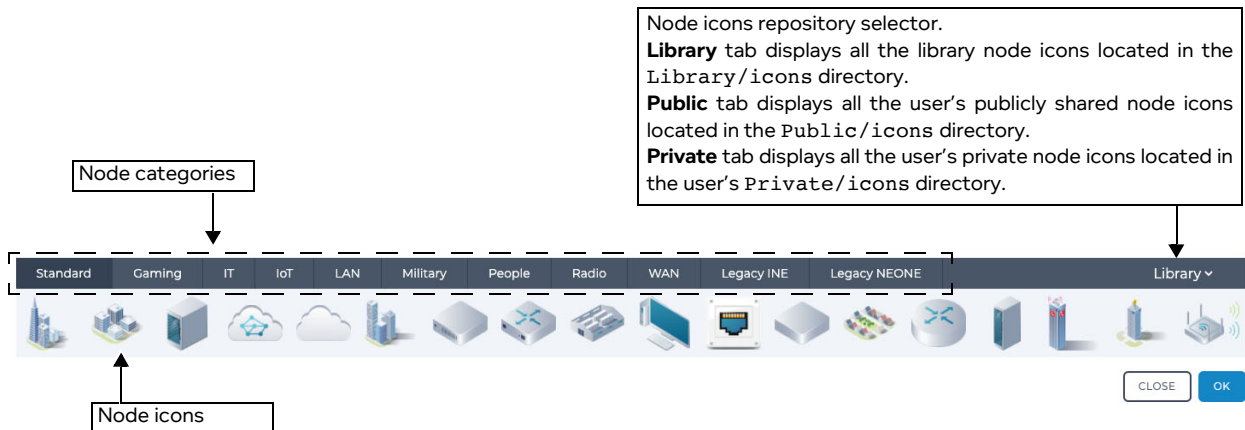 Node icons repository selector.
Library tab displays all the library node icons located in the
Library/icons directory.
Public tab displays all the user's publicly shared node icons
located in the Public/icons directory.
Private tab displays all the user's private node icons located in
the user's Private/icons directory.
Node categories
Standard Gaming IT IoT LAN Military People Radio WAN Legacy INE Legacy NEONE Library
CLOSE OK
Node icons